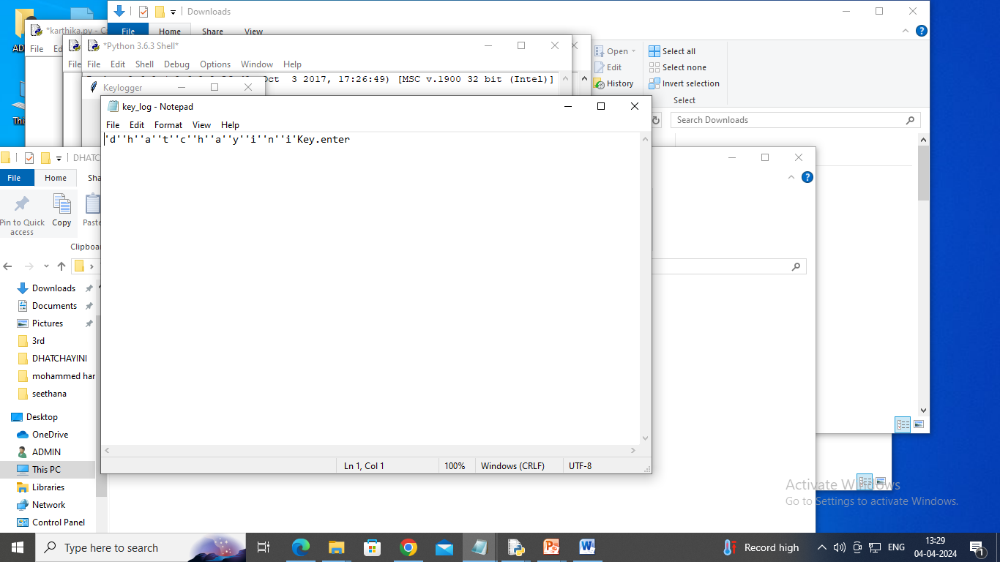 Downloads
*karthika.py - C
File
Home
Share
View
File
Ed
*Python 3.6.3 Shell*
File
File
Edit
Shell
Debug
Options
Window
Help
Oct  3 2017, 17:26:49) [MSC v.1900 32 bit (Intel)]
Open
Select all
Edit
Select none
History
Invert selection
Select
Keylogger
key_log - Notepad
File
Edit
Format
View
Help
'd''h''a''t''c''h''a''y''i''n''i'Key.enter
Search Downloads
AD
Thi
DHATC
File
Home
Sha
Pin to Quick
access
Copy
Paste
Clipboa
Downloads
Documents
Pictures
3rd
DHATCHAYINI
mohammed har
seethana
Desktop
OneDrive
ADMIN
This PC
Libraries
Network
Control Panel
Ln 1, Col 1
100%
Windows (CRLF)
UTF-8
Activate Windows
Go to Settings to activate Windows.
Type here to search
Record high
ENG
13:29
04-04-2024
1